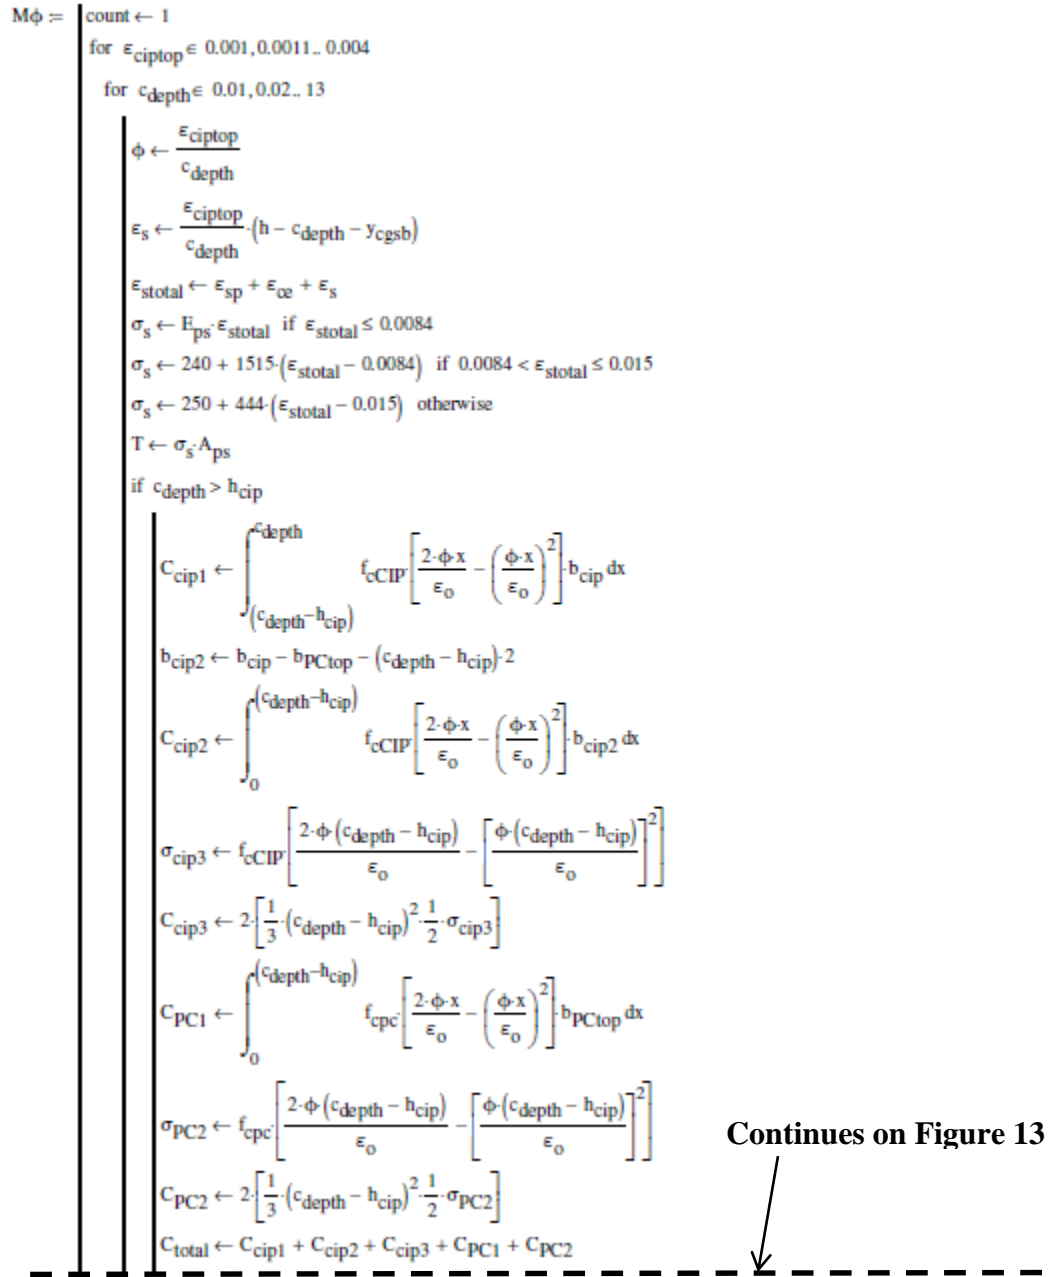 Mϕ := count ← 1
for ε_ciptop ∈ 0.001, 0.0011.. 0.004
for c_depth ∈ 0.01, 0.02.. 13
ϕ ← ε_ciptop / c_depth
ε_s ← ε_ciptop / c_depth ·(h − c_depth − y_cgsb)
ε_stotal ← ε_sp + ε_ce + ε_s
σ_s ← E_ps·ε_stotal if ε_stotal ≤ 0.0084
σ_s ← 240 + 1515·(ε_stotal − 0.0084) if 0.0084 < ε_stotal ≤ 0.015
σ_s ← 250 + 444·(ε_stotal − 0.015) otherwise
T ← σ_s·A_ps
if c_depth > h_cip
C_cip1 ← ∫_(c_depth−h_cip)^c_depth f_cCIP·[2·ϕ·x / ε_o − (ϕ·x / ε_o)^2]·b_cip dx
b_cip2 ← b_cip − b_PCtop − (c_depth − h_cip)·2
C_cip2 ← ∫_0^(c_depth−h_cip) f_cCIP·[2·ϕ·x / ε_o − (ϕ·x / ε_o)^2]·b_cip2 dx
σ_cip3 ← f_cCIP·[2·ϕ·(c_depth − h_cip) / ε_o − [ϕ·(c_depth − h_cip) / ε_o]^2]
C_cip3 ← 2·[1/3·(c_depth − h_cip)^2·1/2·σ_cip3]
C_PC1 ← ∫_0^(c_depth−h_cip) f_cpc·[2·ϕ·x / ε_o − (ϕ·x / ε_o)^2]·b_PCtop dx
σ_PC2 ← f_cpc·[2·ϕ·(c_depth − h_cip) / ε_o − [ϕ·(c_depth − h_cip) / ε_o]^2]
Continues on Figure 13
C_PC2 ← 2·[1/3·(c_depth − h_cip)^2·1/2·σ_PC2]
C_total ← C_cip1 + C_cip2 + C_cip3 + C_PC1 + C_PC2